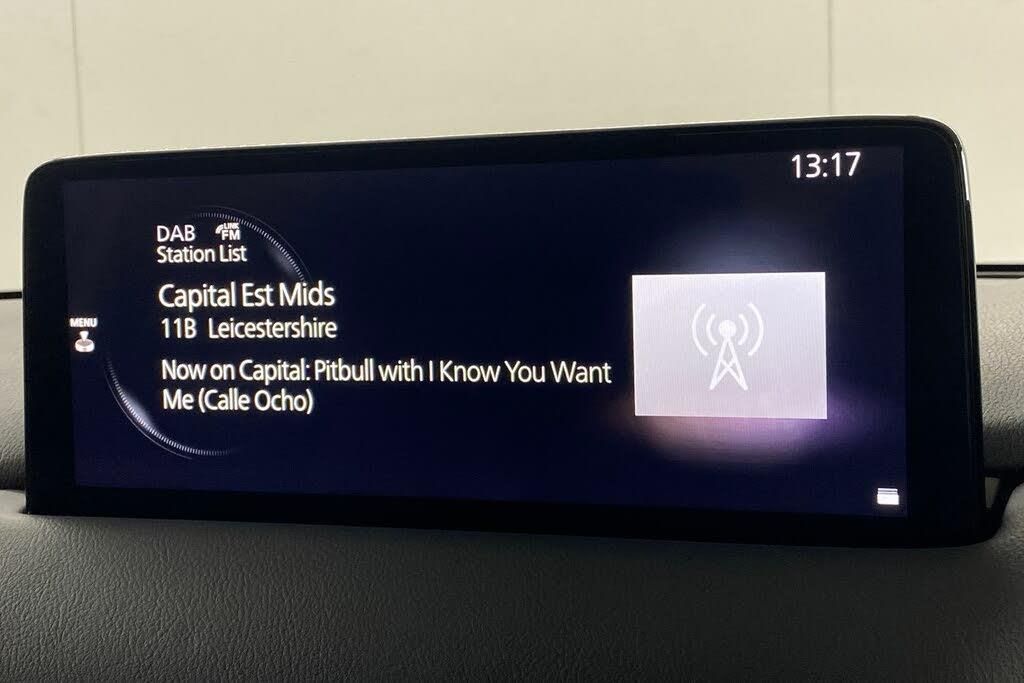 13:17
DAB LINK FM
Station List
Capital Est Mids
11B Leicestershire
MENU
Now on Capital: Pitbull with I Know You Want
Me (Calle Ocho)